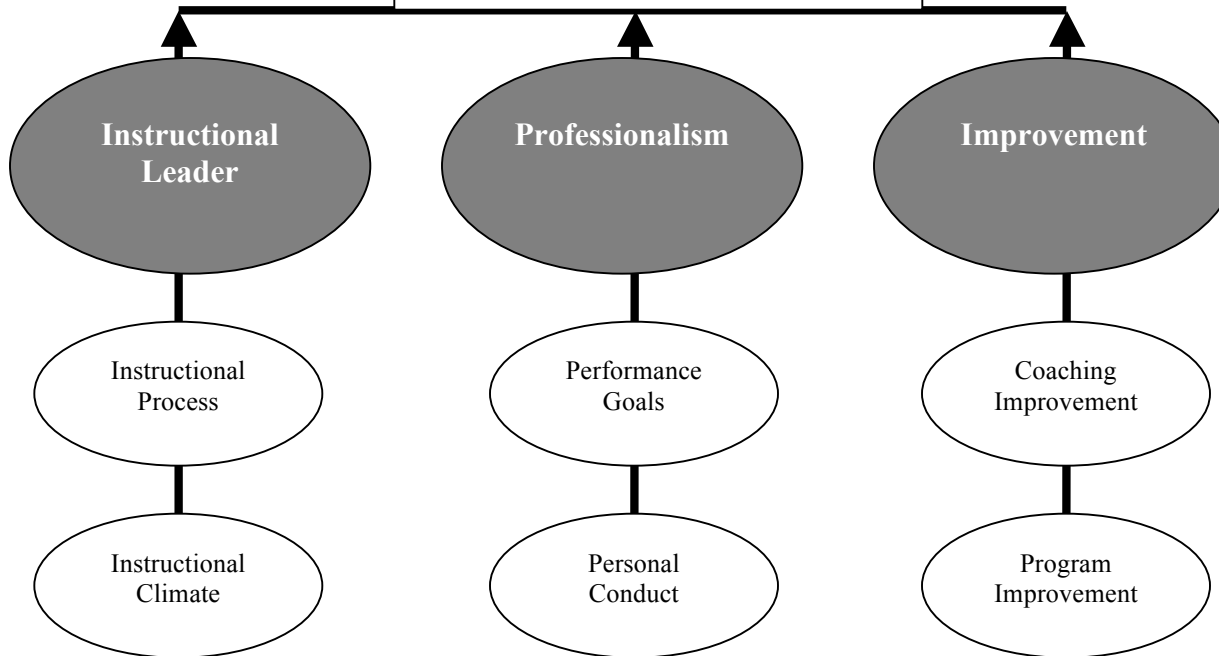 Instructional
Leader
Professionalism
Improvement
Instructional
Process
Performance
Goals
Coaching
Improvement
Instructional
Climate
Personal
Conduct
Program
Improvement